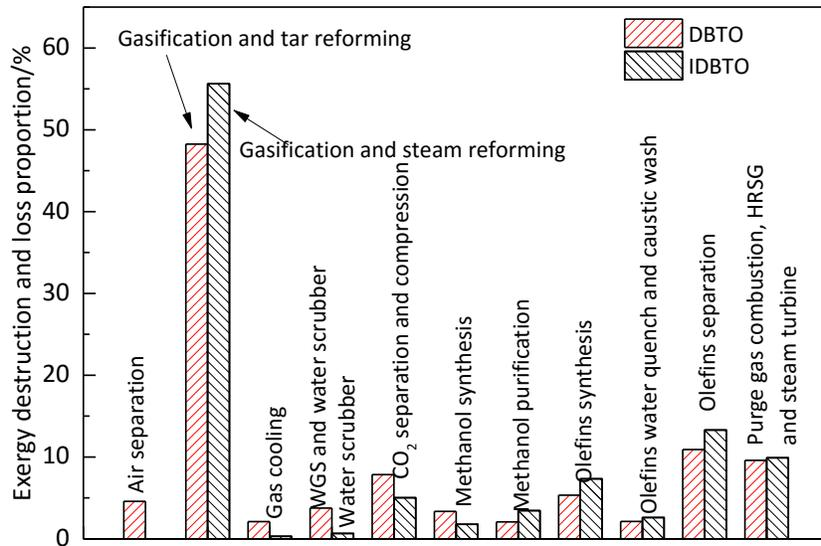 Exergy destruction and loss proportion/%
60
50
40
30
20
10
0
DBTO
IDBTO
Gasification and tar reforming
Gasification and steam reforming
Air separation
Gas cooling
WGS and water scrubber
Water scrubber
CO₂ separation and compression
Methanol synthesis
Methanol purification
Olefins synthesis
Olefins water quench and caustic wash
Olefins separation
Purge gas combustion, HRSG
and steam turbine